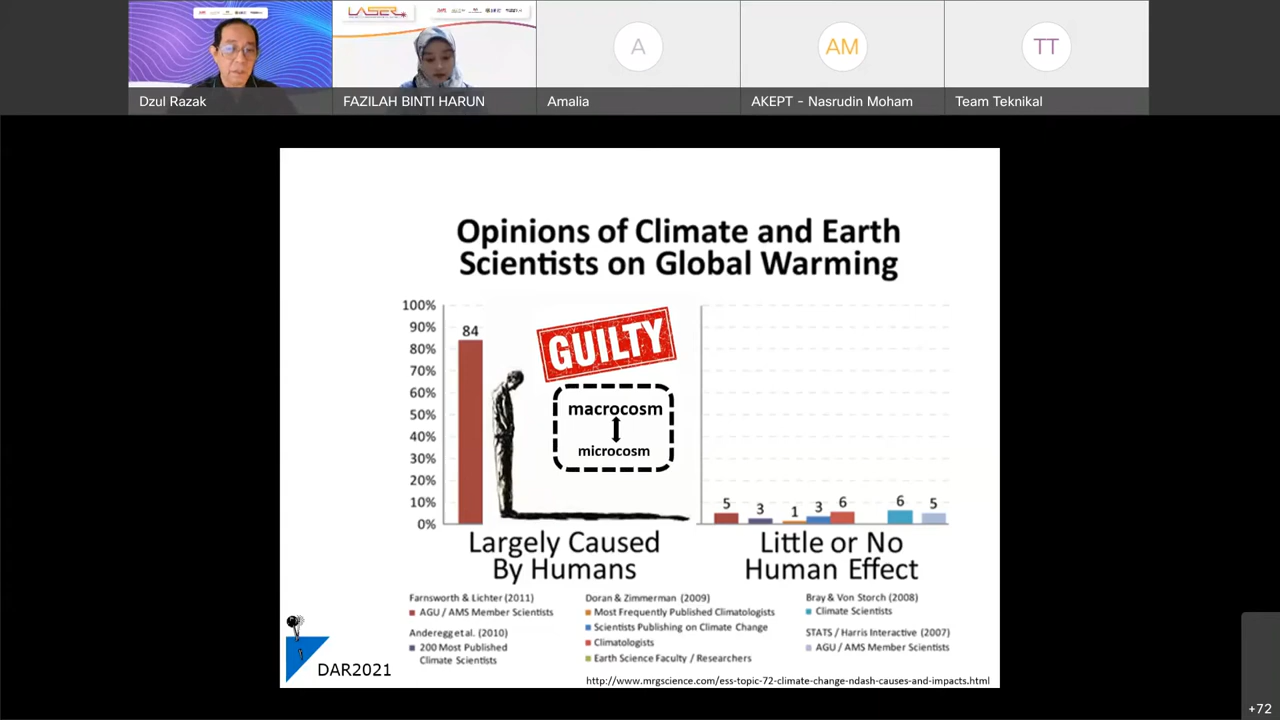 LASER
Dzul Razak
FAZILAH BINTI HARUN
A
Amalia
AM
AKEPT - Nasrudin Moham
TT
Team Teknikal
Opinions of Climate and Earth
Scientists on Global Warming
100%
90%
80%
70%
60%
50%
40%
30%
20%
10%
0%
84
GUILTY
macrocosm
microcosm
5
3
1
3
6
6
5
Largely Caused
By Humans
Little or No
Human Effect
Farnsworth & Lichter (2011)
AGU / AMS Member Scientists
Anderegg et al. (2010)
200 Most Published
Climate Scientists
Doran & Zimmerman (2009)
Most Frequently Published Climatologists
Scientists Publishing on Climate Change
Climatologists
Earth Science Faculty / Researchers
Bray & Von Storch (2008)
Climate Scientists
STATS / Harris Interactive (2007)
AGU / AMS Member Scientists
DAR2021
http://www.mrgscience.com/ess-topic-72-climate-change-ndash-causes-and-impacts.html
+72